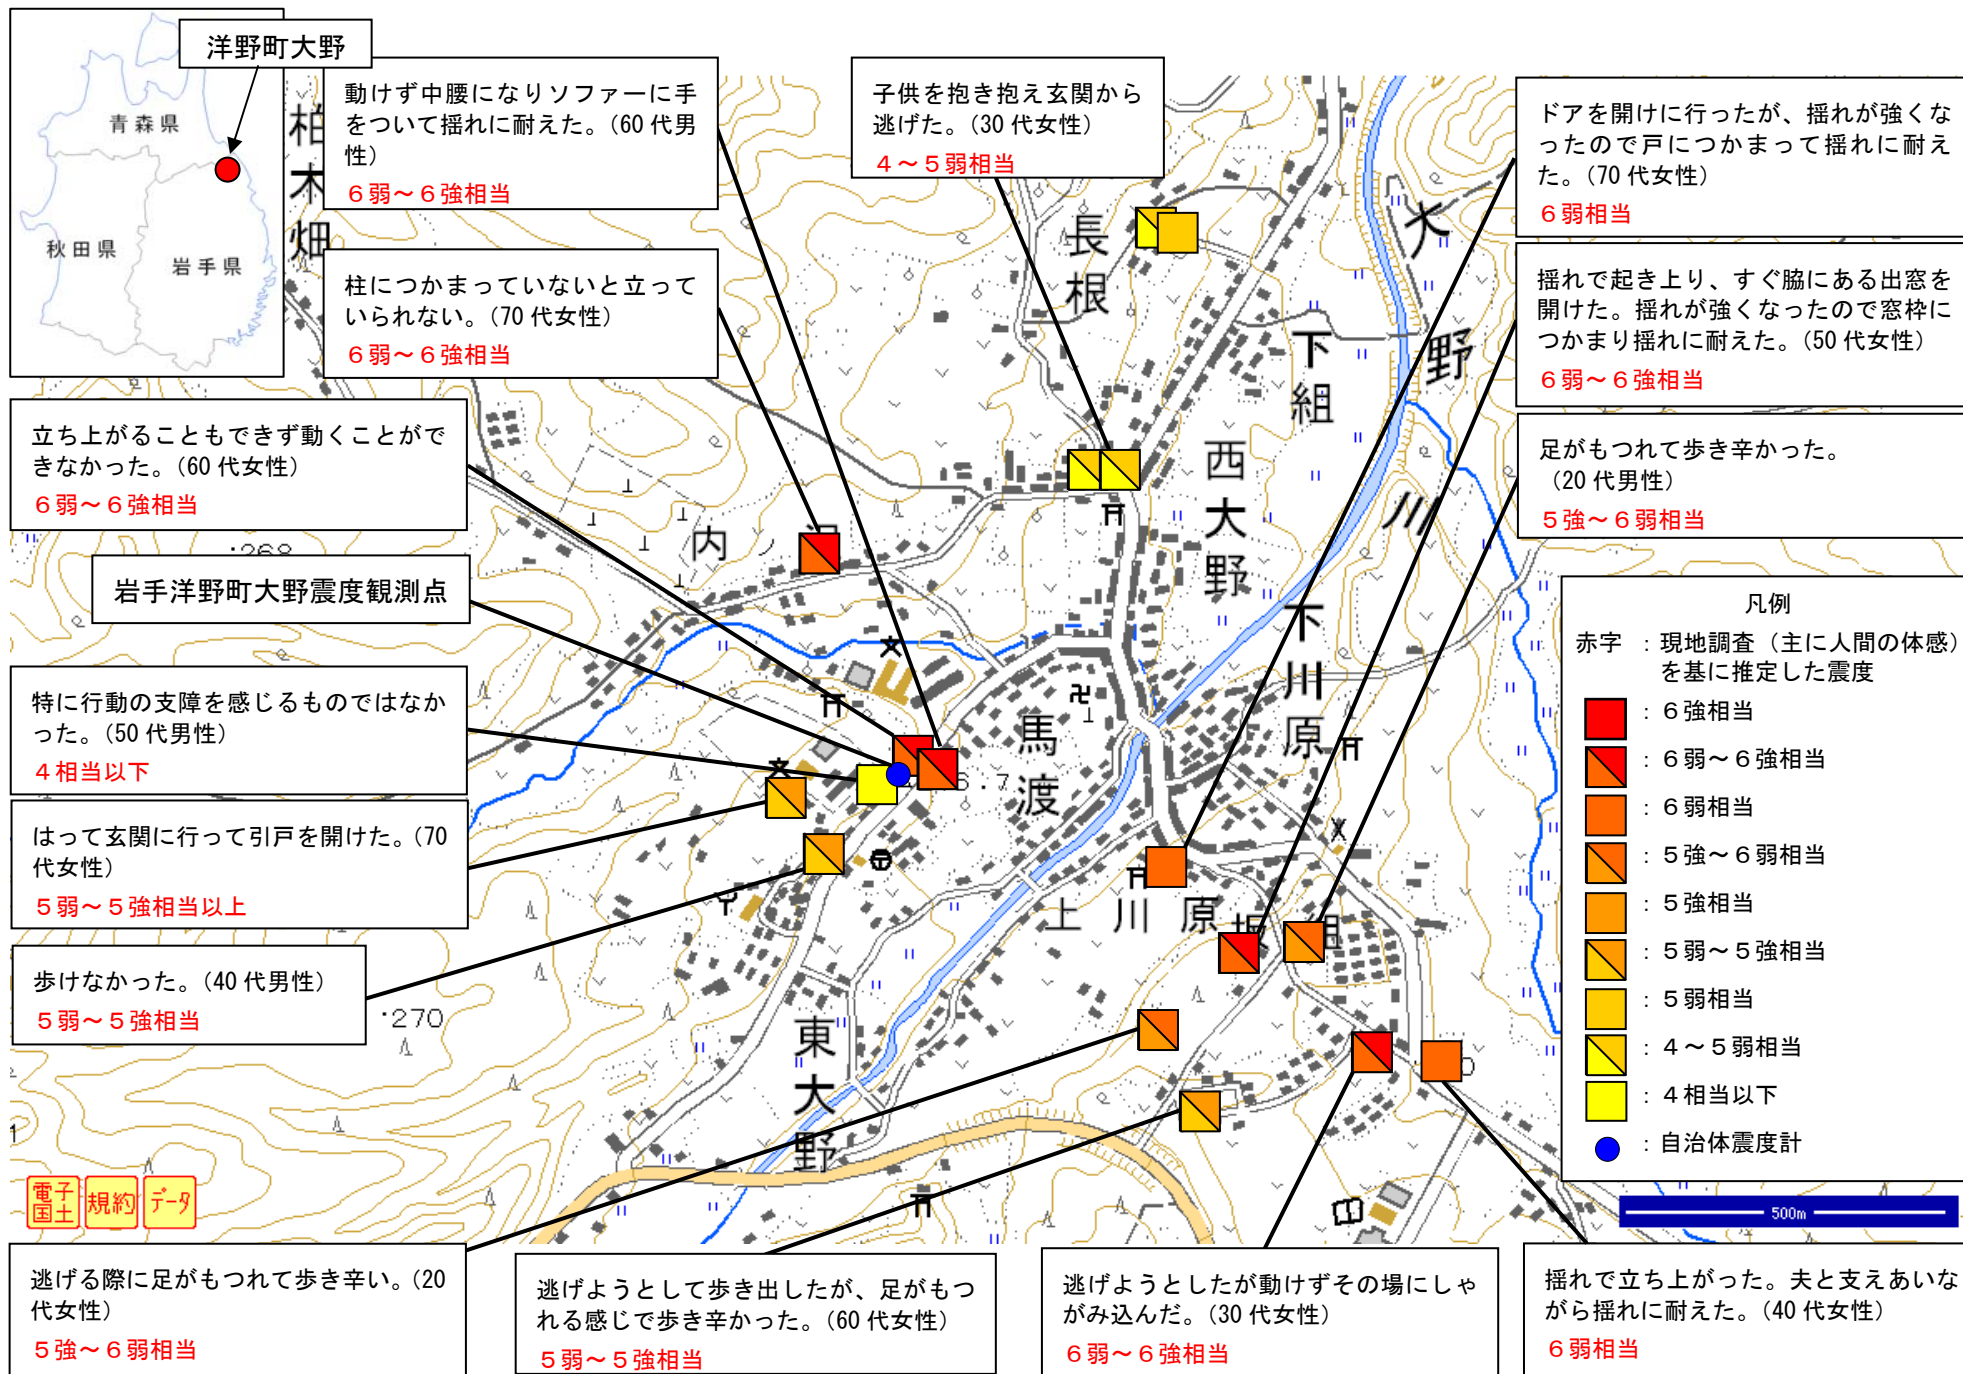 洋野町大野
青森県
秋田県
岩手県
動けず中腰になりソファーに手
をついて揺れに耐えた。(60代男
性)
6弱～6強相当
子供を抱き抱え玄関から
逃げた。(30代女性)
4～5弱相当
ドアを開けに行ったが、揺れが強くな
ったので戸につかまって揺れに耐え
た。(70代女性)
6弱相当
柱につかまっていないと立って
いられない。(70代女性)
6弱～6強相当
揺れで起き上り、すぐ脇にある出窓を
開けた。揺れが強くなったので窓枠に
つかまり揺れに耐えた。(50代女性)
6弱～6強相当
立ち上がることもできず動くことがで
きなかった。(60代女性)
6弱～6強相当
足がもつれて歩き辛かった。
(20代男性)
5強～6弱相当
岩手洋野町大野震度観測点
特に行動の支障を感じるものではなか
った。(50代男性)
4相当以下
はって玄関に行って引戸を開けた。(70
代女性)
5弱～5強相当以上
歩けなかった。(40代男性)
5弱～5強相当
柏木畑
長根
大野川
下組
西大野
内ノ沢
下川原
馬渡
上川原
坂組
東大野
・268
・270
凡例
赤字 : 現地調査（主に人間の体感）
を基に推定した震度
: 6強相当
: 6弱～6強相当
: 6弱相当
: 5強～6弱相当
: 5強相当
: 5弱～5強相当
: 5弱相当
: 4～5弱相当
: 4相当以下
: 自治体震度計
500m
電子国土
規約
データ
逃げる際に足がもつれて歩き辛い。(20
代女性)
5強～6弱相当
逃げようとして歩き出したが、足がもつ
れる感じで歩き辛かった。(60代女性)
5弱～5強相当
逃げようとしたが動けずその場にしゃ
がみ込んだ。(30代女性)
6弱～6強相当
揺れで立ち上がった。夫と支えあいな
がら揺れに耐えた。(40代女性)
6弱相当